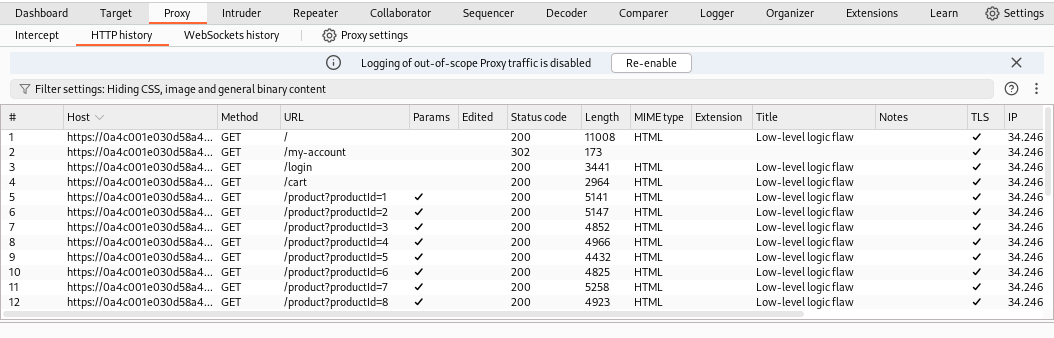 Dashboard Target Proxy Intruder Repeater Collaborator Sequencer Decoder Comparer Logger Organizer Extensions Learn Settings
Intercept HTTP history WebSockets history Proxy settings
Logging of out-of-scope Proxy traffic is disabled Re-enable
Filter settings: Hiding CSS, image and general binary content
# Host Method URL Params Edited Status code Length MIME type Extension Title Notes TLS IP
1 https://0a4c001e030d58a4... GET / 200 11008 HTML Low-level logic flaw ✓ 34.246
2 https://0a4c001e030d58a4... GET /my-account 302 173 ✓ 34.246
3 https://0a4c001e030d58a4... GET /login 200 3441 HTML Low-level logic flaw ✓ 34.246
4 https://0a4c001e030d58a4... GET /cart 200 2964 HTML Low-level logic flaw ✓ 34.246
5 https://0a4c001e030d58a4... GET /product?productId=1 ✓ 200 5141 HTML Low-level logic flaw ✓ 34.246
6 https://0a4c001e030d58a4... GET /product?productId=2 ✓ 200 5147 HTML Low-level logic flaw ✓ 34.246
7 https://0a4c001e030d58a4... GET /product?productId=3 ✓ 200 4852 HTML Low-level logic flaw ✓ 34.246
8 https://0a4c001e030d58a4... GET /product?productId=4 ✓ 200 4966 HTML Low-level logic flaw ✓ 34.246
9 https://0a4c001e030d58a4... GET /product?productId=5 ✓ 200 4432 HTML Low-level logic flaw ✓ 34.246
10 https://0a4c001e030d58a4... GET /product?productId=6 ✓ 200 4825 HTML Low-level logic flaw ✓ 34.246
11 https://0a4c001e030d58a4... GET /product?productId=7 ✓ 200 5258 HTML Low-level logic flaw ✓ 34.246
12 https://0a4c001e030d58a4... GET /product?productId=8 ✓ 200 4923 HTML Low-level logic flaw ✓ 34.246